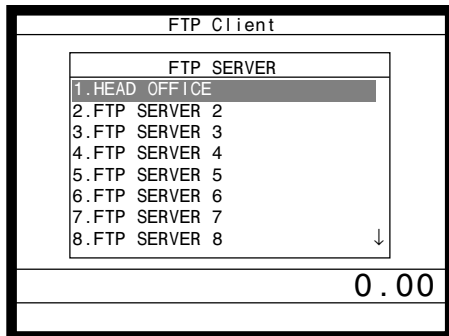 FTP Client
FTP SERVER
1.HEAD OFFICE
2.FTP SERVER 2
3.FTP SERVER 3
4.FTP SERVER 4
5.FTP SERVER 5
6.FTP SERVER 6
7.FTP SERVER 7
8.FTP SERVER 8 ↓
0.00